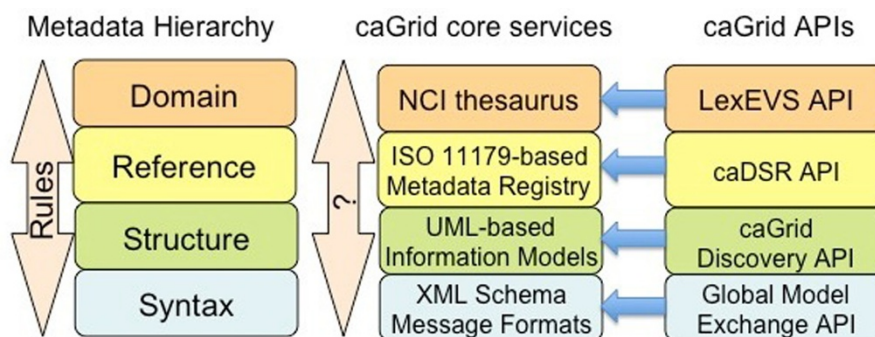 Metadata Hierarchy
caGrid core services
caGrid APIs
Rules
Domain
Reference
Structure
Syntax
?
NCI thesaurus
ISO 11179-based
Metadata Registry
UML-based
Information Models
XML Schema
Message Formats
LexEVS API
caDSR API
caGrid
Discovery API
Global Model
Exchange API